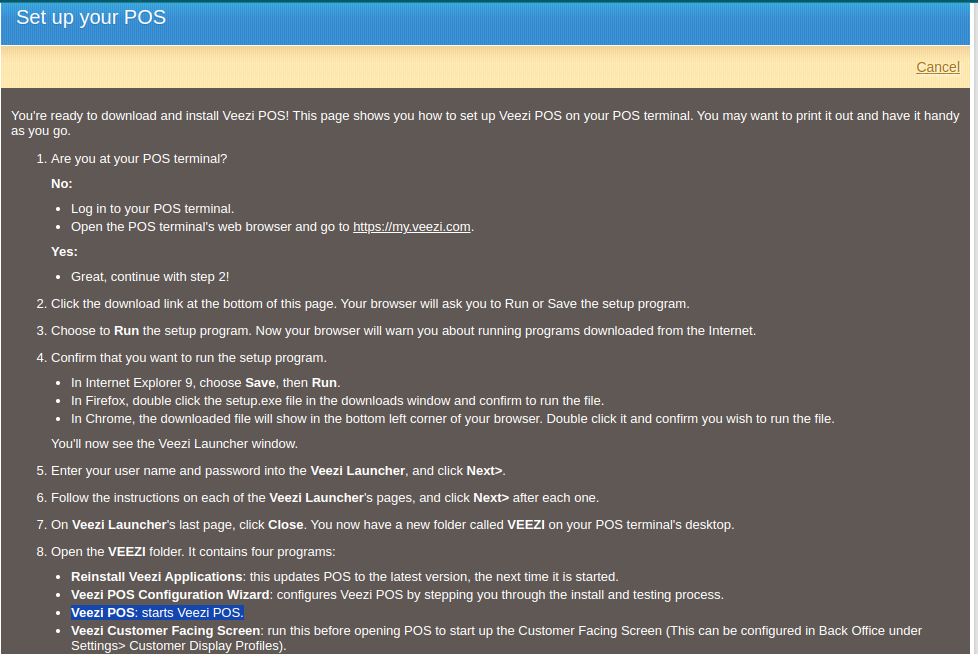 Set up your POS
Cancel
You're ready to download and install Veezi POS! This page shows you how to set up Veezi POS on your POS terminal. You may want to print it out and have it handy
as you go.
1. Are you at your POS terminal?
No:
• Log in to your POS terminal.
• Open the POS terminal's web browser and go to https://my.veezi.com.
Yes:
• Great, continue with step 2!
2. Click the download link at the bottom of this page. Your browser will ask you to Run or Save the setup program.
3. Choose to Run the setup program. Now your browser will warn you about running programs downloaded from the Internet.
4. Confirm that you want to run the setup program.
• In Internet Explorer 9, choose Save, then Run.
• In Firefox, double click the setup.exe file in the downloads window and confirm to run the file.
• In Chrome, the downloaded file will show in the bottom left corner of your browser. Double click it and confirm you wish to run the file.
You'll now see the Veezi Launcher window.
5. Enter your user name and password into the Veezi Launcher, and click Next>.
6. Follow the instructions on each of the Veezi Launcher's pages, and click Next> after each one.
7. On Veezi Launcher's last page, click Close. You now have a new folder called VEEZI on your POS terminal's desktop.
8. Open the VEEZI folder. It contains four programs:
• Reinstall Veezi Applications: this updates POS to the latest version, the next time it is started.
• Veezi POS Configuration Wizard: configures Veezi POS by stepping you through the install and testing process.
• Veezi POS: starts Veezi POS.
• Veezi Customer Facing Screen: run this before opening POS to start up the Customer Facing Screen (This can be configured in Back Office under
Settings> Customer Display Profiles).